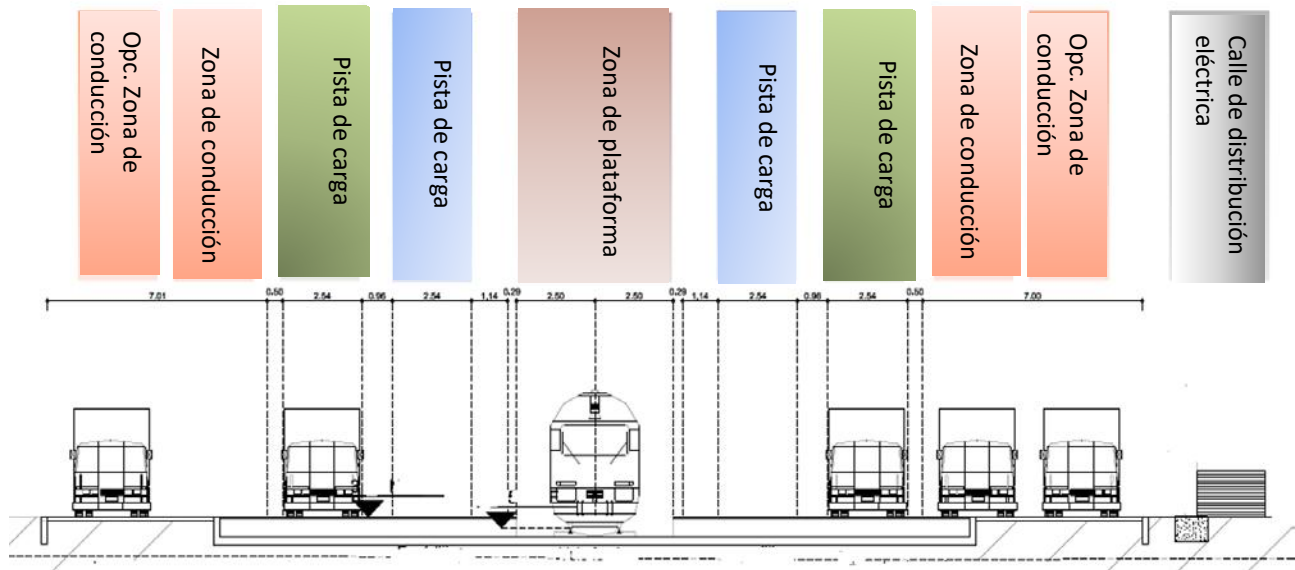 Opc. Zona de
conducción
Zona de conducción
Pista de carga
Pista de carga
Zona de plataforma
Pista de carga
Pista de carga
Zona de conducción
Opc. Zona de
conducción
Calle de distribución
eléctrica
7.01
0.50
2.54
0.96
2.54
1,14
0.29
2.50
2.50
0.29
1,14
2.54
0.96
2.54
0.50
7.00